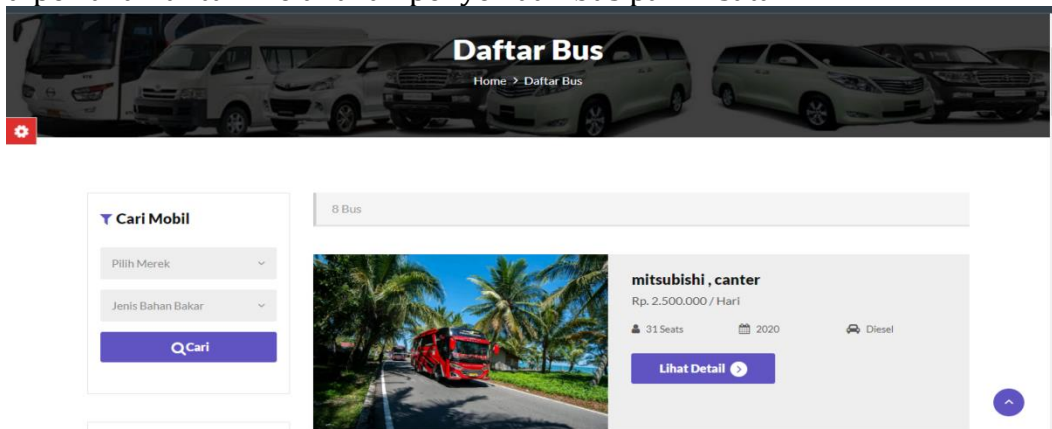 Daftar Bus
Home > Daftar Bus
Cari Mobil
Pilih Merek
Jenis Bahan Bakar
Cari
8 Bus
mitsubishi , canter
Rp. 2.500.000 / Hari
31 Seats 2020 Diesel
Lihat Detail